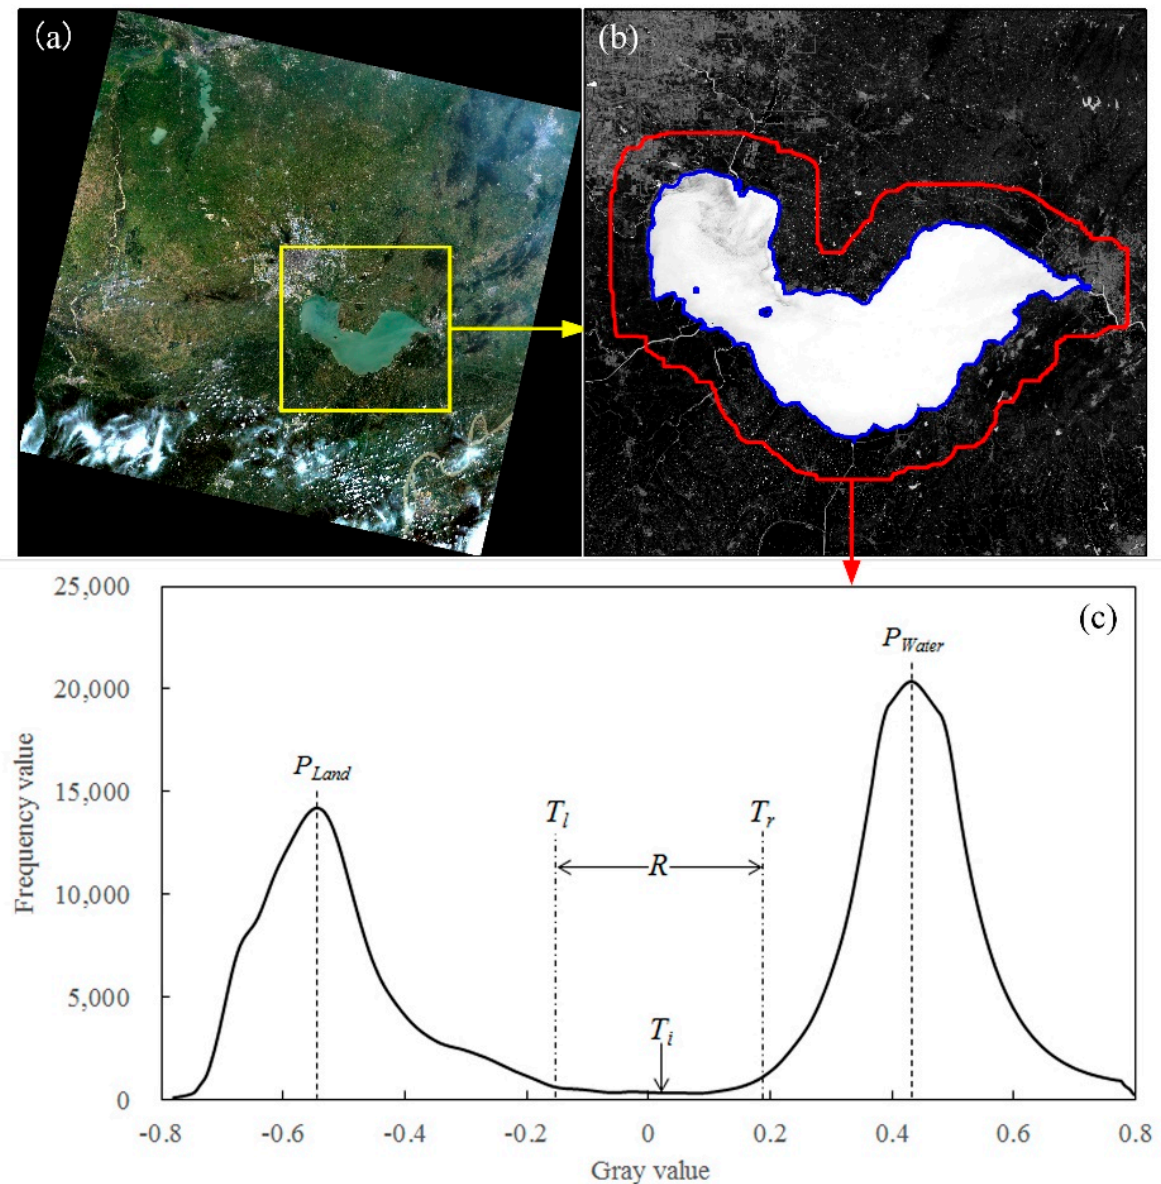 (a)
(b)
25,000
20,000
15,000
10,000
5,000
0
Frequency value
(c)
P_Water
P_Land
T_l
T_r
R
T_i
-0.8 -0.6 -0.4 -0.2 0 0.2 0.4 0.6 0.8
Gray value